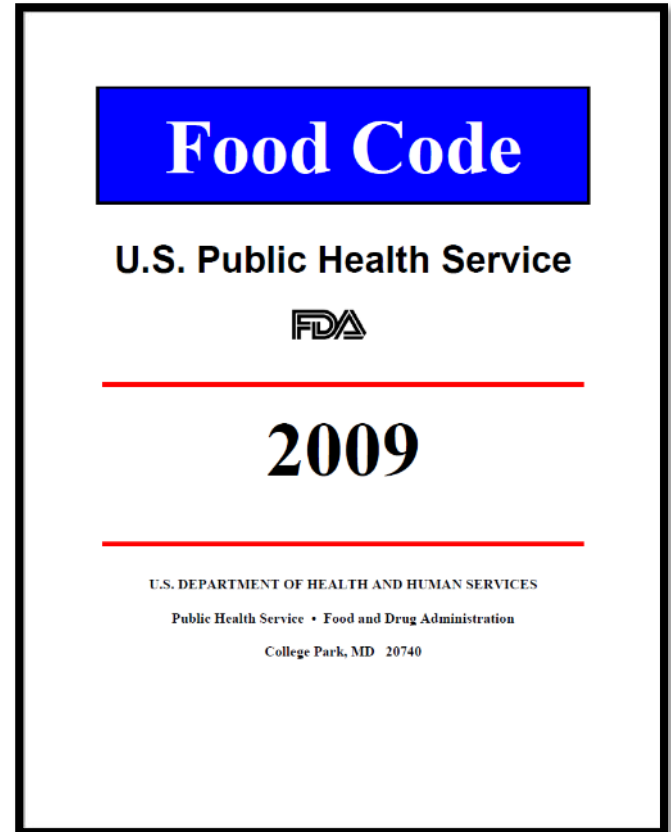 Food Code
U.S. Public Health Service
FDA
2009
U.S. DEPARTMENT OF HEALTH AND HUMAN SERVICES
Public Health Service • Food and Drug Administration
College Park, MD 20740